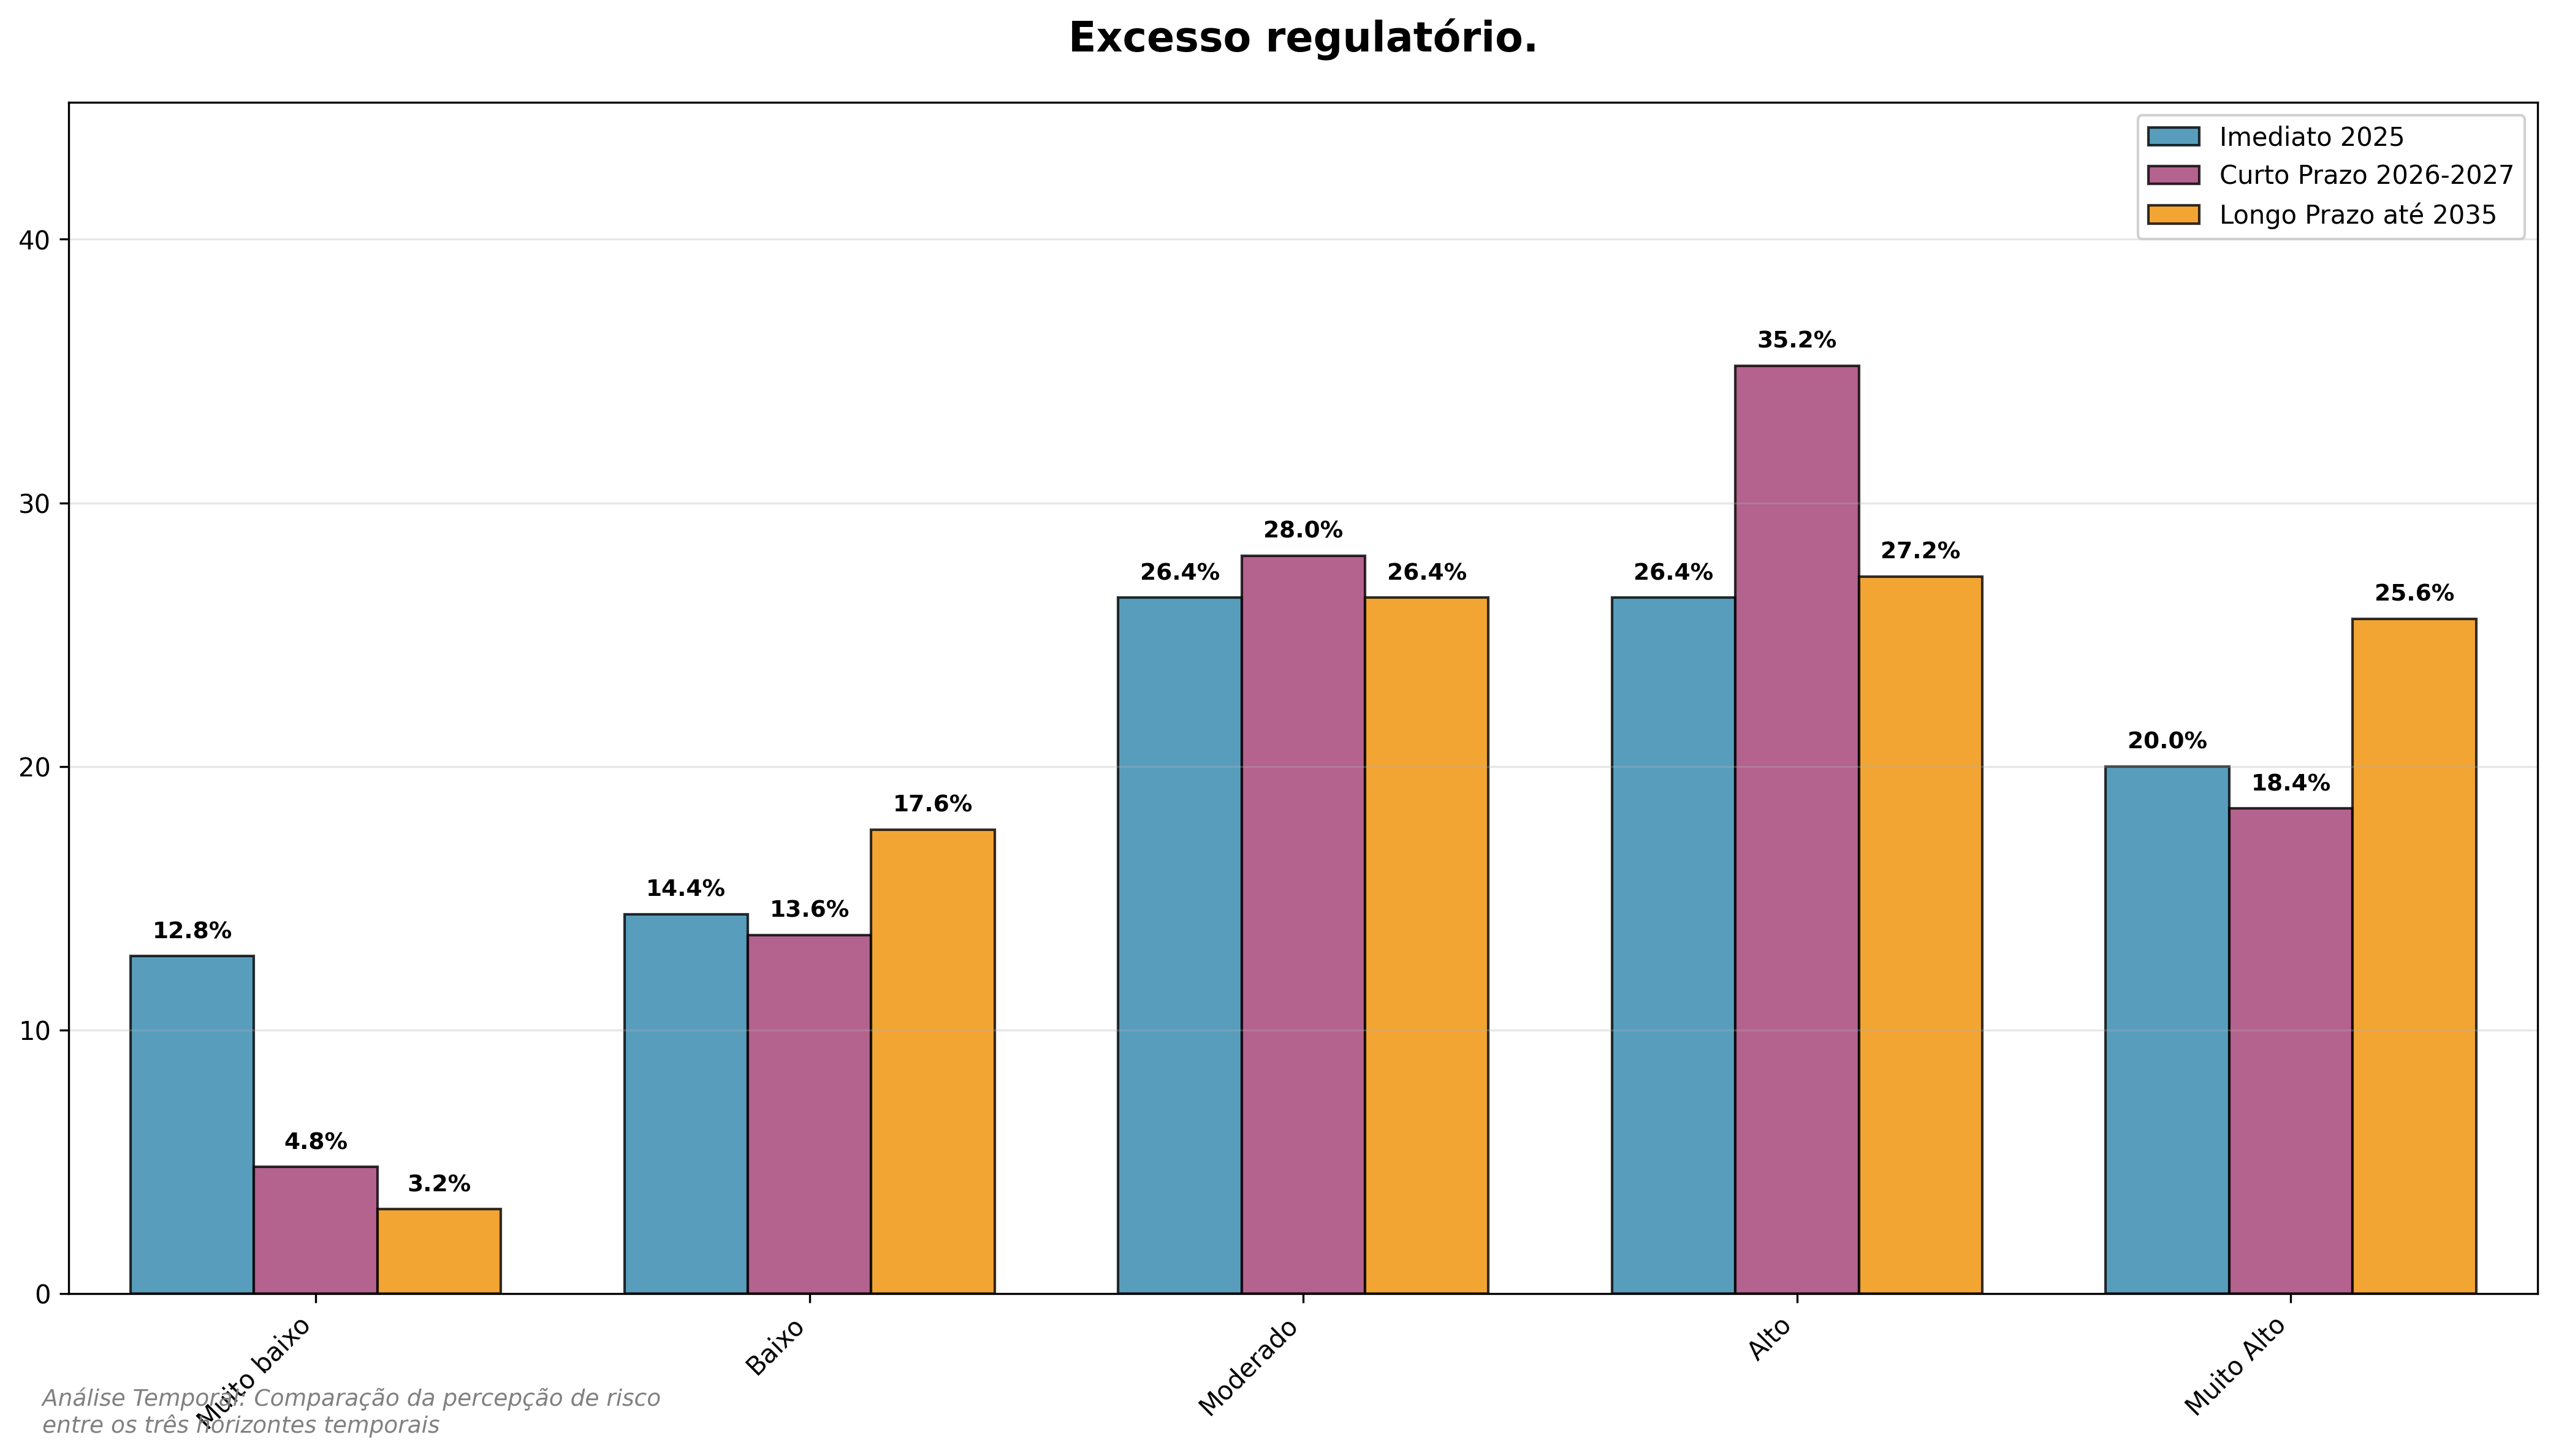 Excesso regulatório.
Imediato 2025
Curto Prazo 2026-2027
Longo Prazo até 2035
40
30
20
10
0
12.8%
4.8%
3.2%
14.4%
13.6%
17.6%
26.4%
28.0%
26.4%
26.4%
35.2%
27.2%
20.0%
18.4%
25.6%
Muito baixo
Baixo
Moderado
Alto
Muito Alto
Análise Temporal: Comparação da percepção de risco
entre os três horizontes temporais